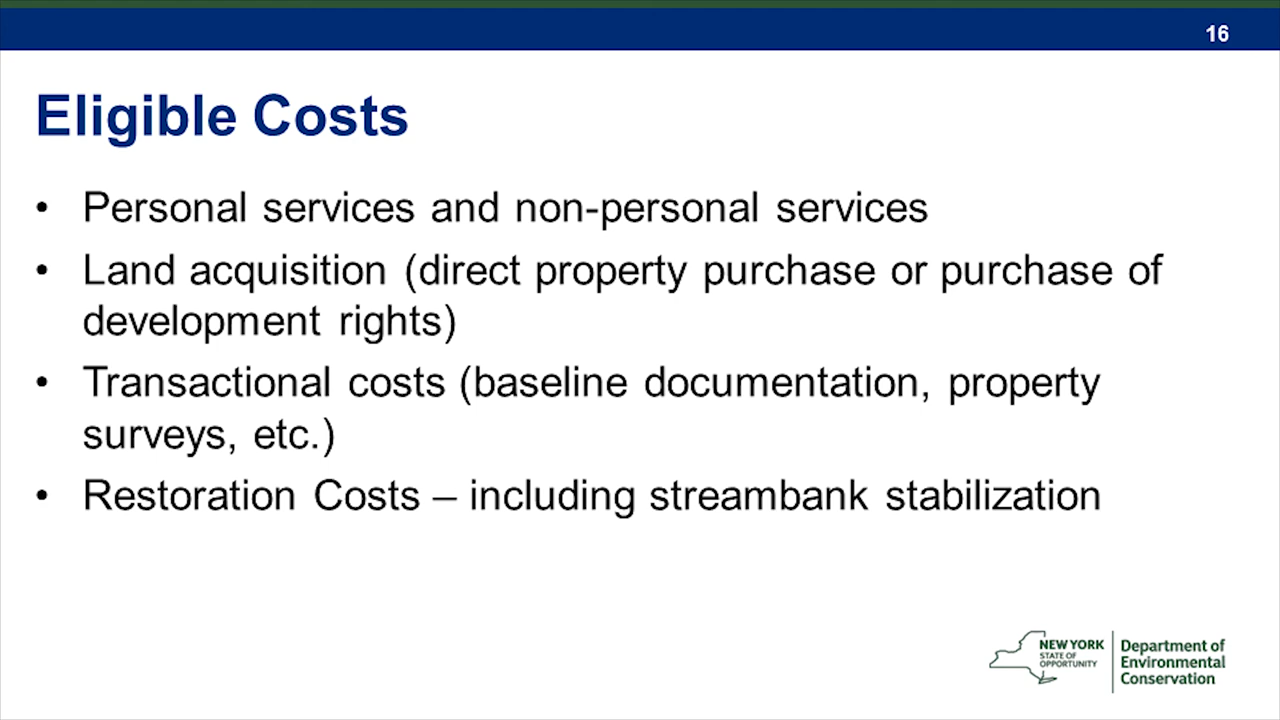 16
Eligible Costs
• Personal services and non-personal services
• Land acquisition (direct property purchase or purchase of
development rights)
• Transactional costs (baseline documentation, property
surveys, etc.)
• Restoration Costs – including streambank stabilization
NEW YORK
STATE OF
OPPORTUNITY
Department of
Environmental
Conservation